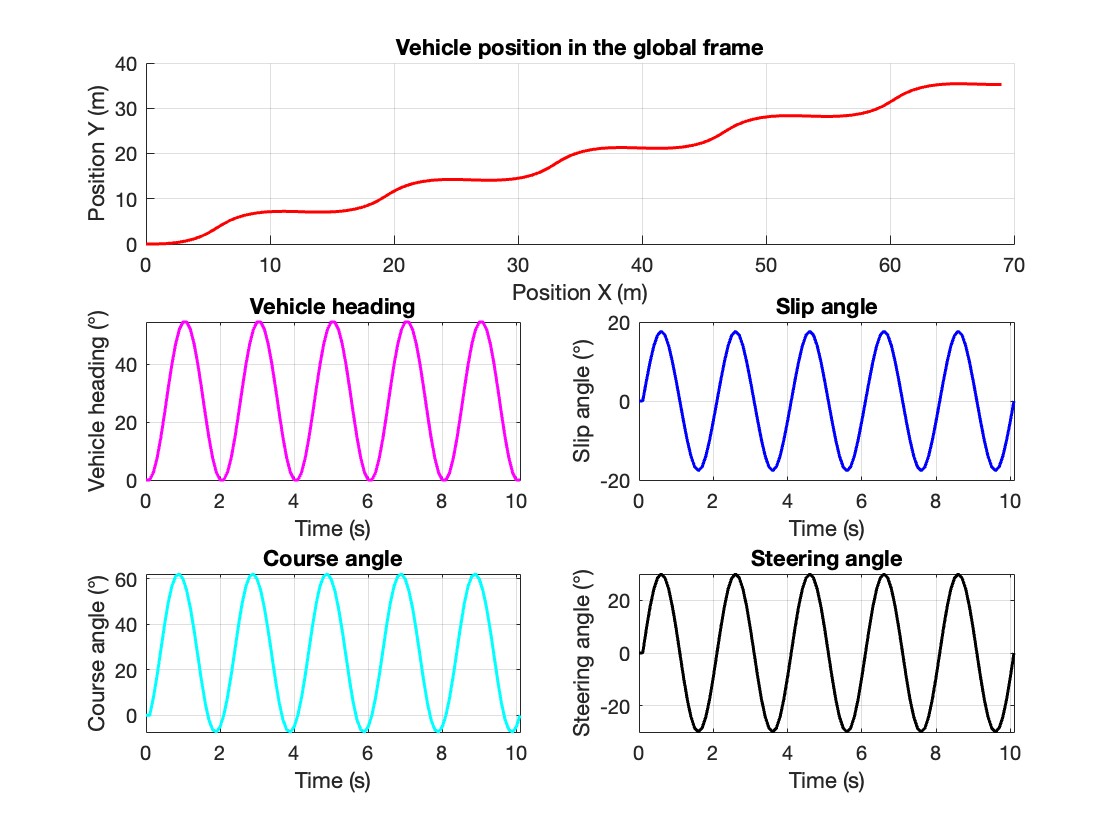 Vehicle position in the global frame
Position Y (m)
40
30
20
10
0
0 10 20 30 40 50 60 70
Position X (m)
Vehicle heading
Vehicle heading (°)
40
20
0
0 2 4 6 8 10
Time (s)
Slip angle
Slip angle (°)
20
0
-20
0 2 4 6 8 10
Time (s)
Course angle
Course angle (°)
60
40
20
0
0 2 4 6 8 10
Time (s)
Steering angle
Steering angle (°)
20
0
-20
0 2 4 6 8 10
Time (s)